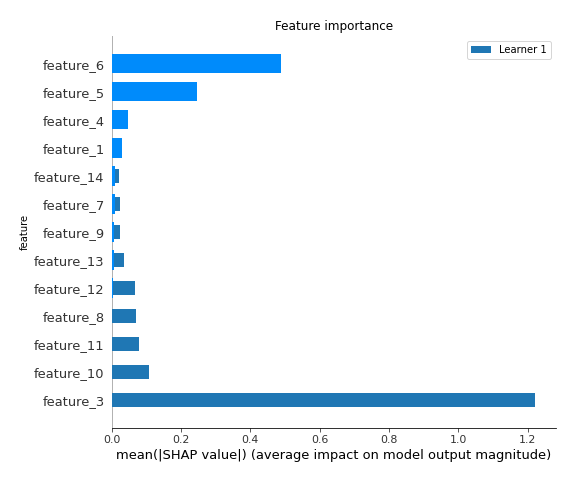 Feature importance
Learner 1
feature_6
feature_5
feature_4
feature_1
feature_14
feature_7
feature_9
feature_13
feature_12
feature_8
feature_11
feature_10
feature_3
feature
0.0 0.2 0.4 0.6 0.8 1.0 1.2
mean(|SHAP value|) (average impact on model output magnitude)